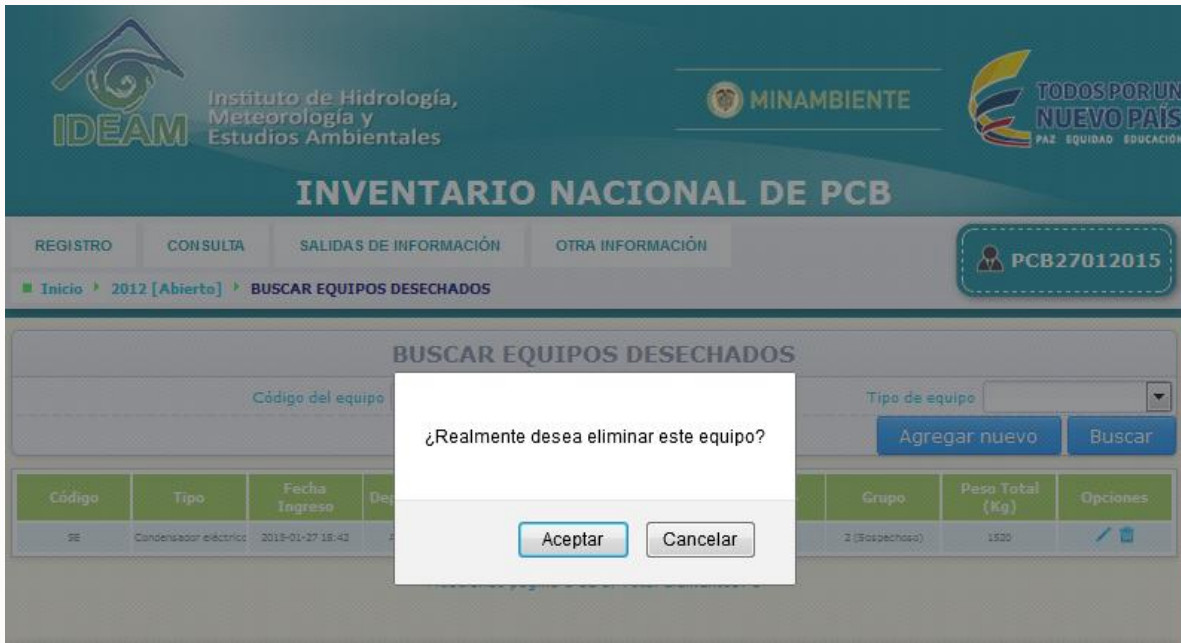 IDEAM
Instituto de Hidrología,
Meteorología y
Estudios Ambientales
MINAMBIENTE
TODOS POR UN
NUEVO PAÍS
PAZ EQUIDAD EDUCACIÓN
INVENTARIO NACIONAL DE PCB
REGISTRO CONSULTA SALIDAS DE INFORMACIÓN OTRA INFORMACIÓN
PCB27012015
Inicio 2012 [Abierto] BUSCAR EQUIPOS DESECHADOS
BUSCAR EQUIPOS DESECHADOS
Código del equipo Tipo de equipo
¿Realmente desea eliminar este equipo?
Agregar nuevo Buscar
Código Tipo Fecha Ingreso Grupo Peso Total (Kg) Opciones
Condensador eléctrico 2 (Sospechoso) 1520
Aceptar Cancelar